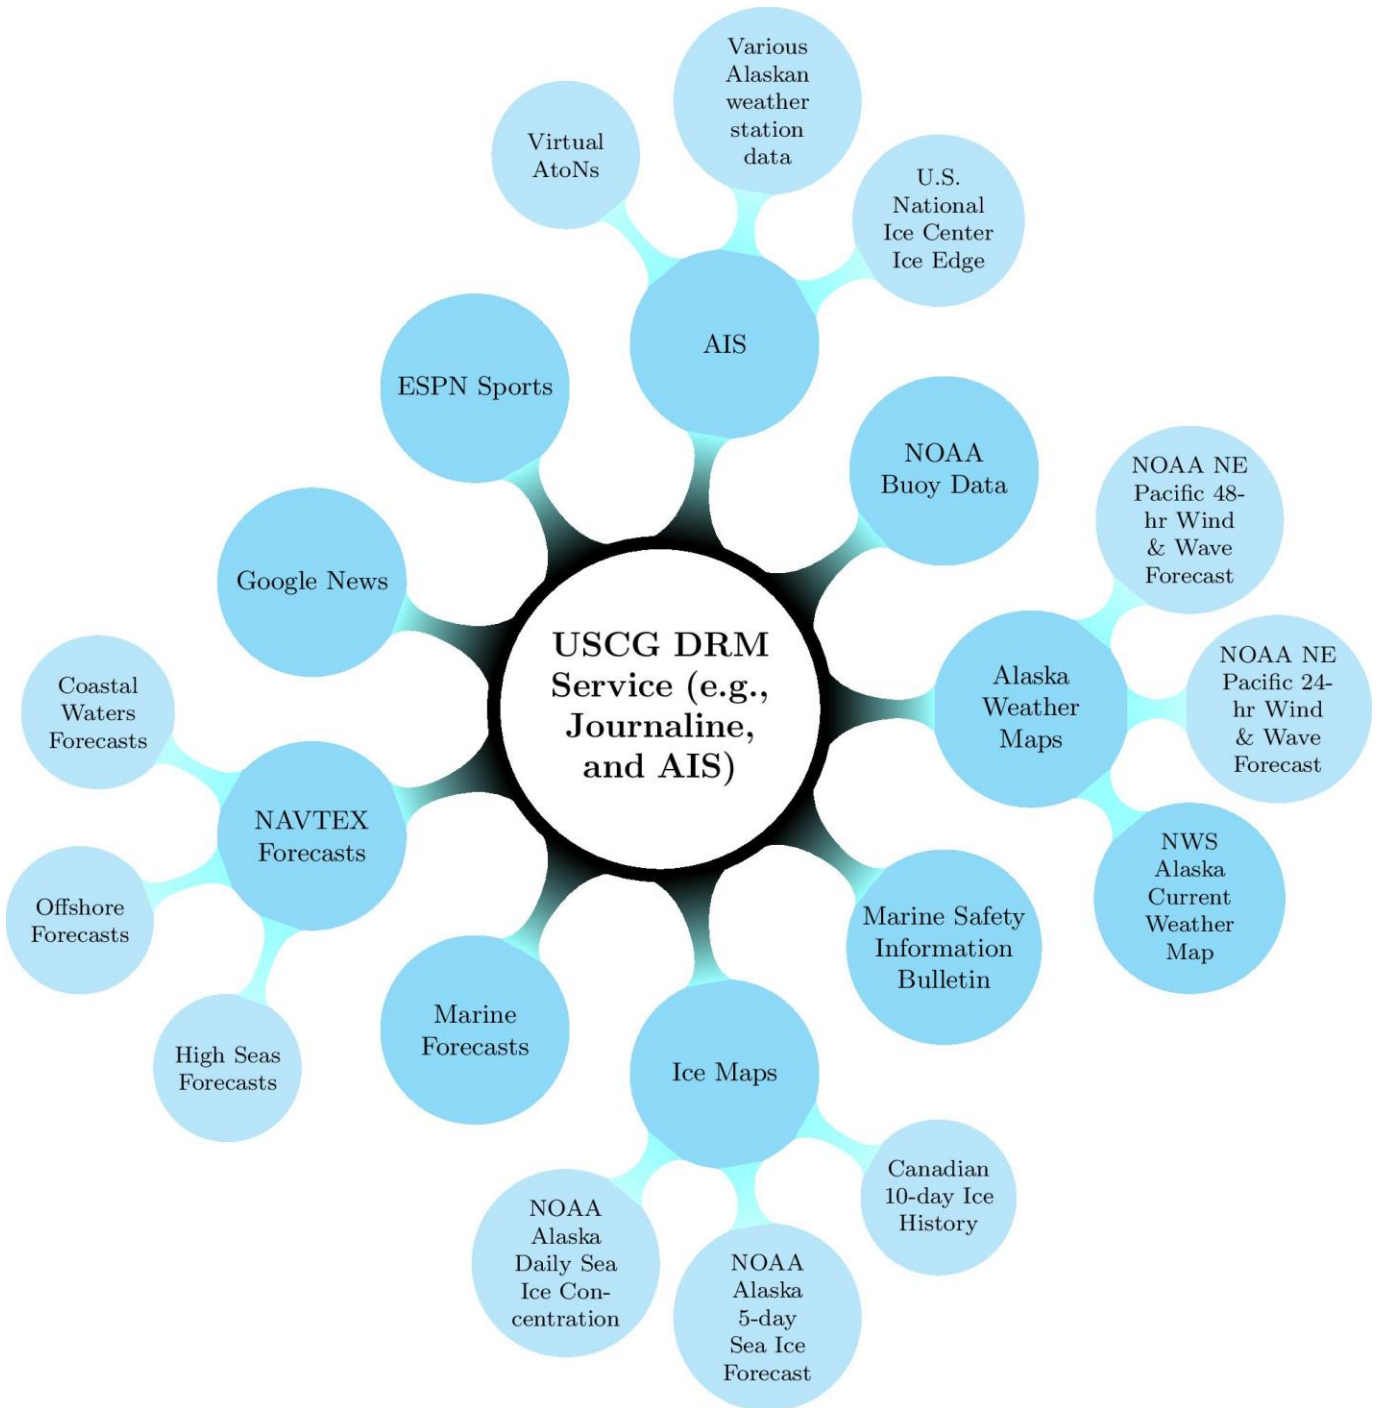 Various
Alaskan
weather
station
data
Virtual
AtoNs
U.S.
National
Ice Center
Ice Edge
AIS
ESPN Sports
NOAA
Buoy Data
NOAA NE
Pacific 48-
hr Wind
& Wave
Forecast
Google News
USCG DRM
Service (e.g.,
Journaline,
and AIS)
Alaska
Weather
Maps
NOAA NE
Pacific 24-
hr Wind
& Wave
Forecast
Coastal
Waters
Forecasts
NAVTEX
Forecasts
NWS
Alaska
Current
Weather
Map
Offshore
Forecasts
Marine Safety
Information
Bulletin
High Seas
Forecasts
Marine
Forecasts
Ice Maps
Canadian
10-day Ice
History
NOAA
Alaska
Daily Sea
Ice Con-
centration
NOAA
Alaska
5-day
Sea Ice
Forecast